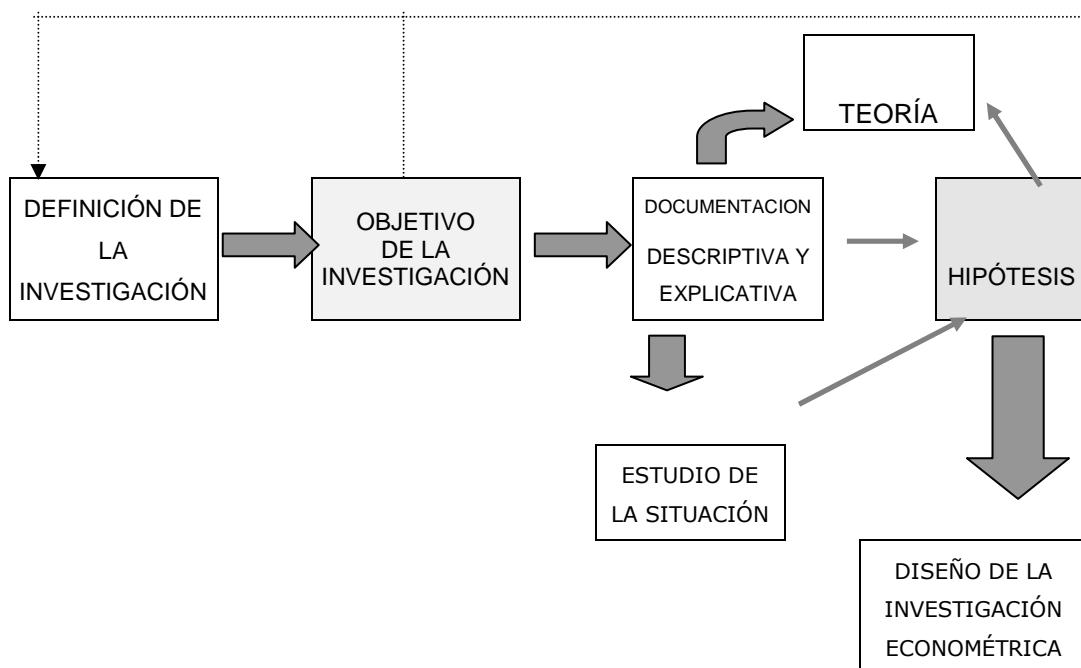 TEORÍA
DEFINICIÓN DE
LA
INVESTIGACIÓN
OBJETIVO
DE LA
INVESTIGACIÓN
DOCUMENTACION
DESCRIPTIVA Y
EXPLICATIVA
HIPÓTESIS
ESTUDIO DE
LA SITUACIÓN
DISEÑO DE LA
INVESTIGACIÓN
ECONOMÉTRICA